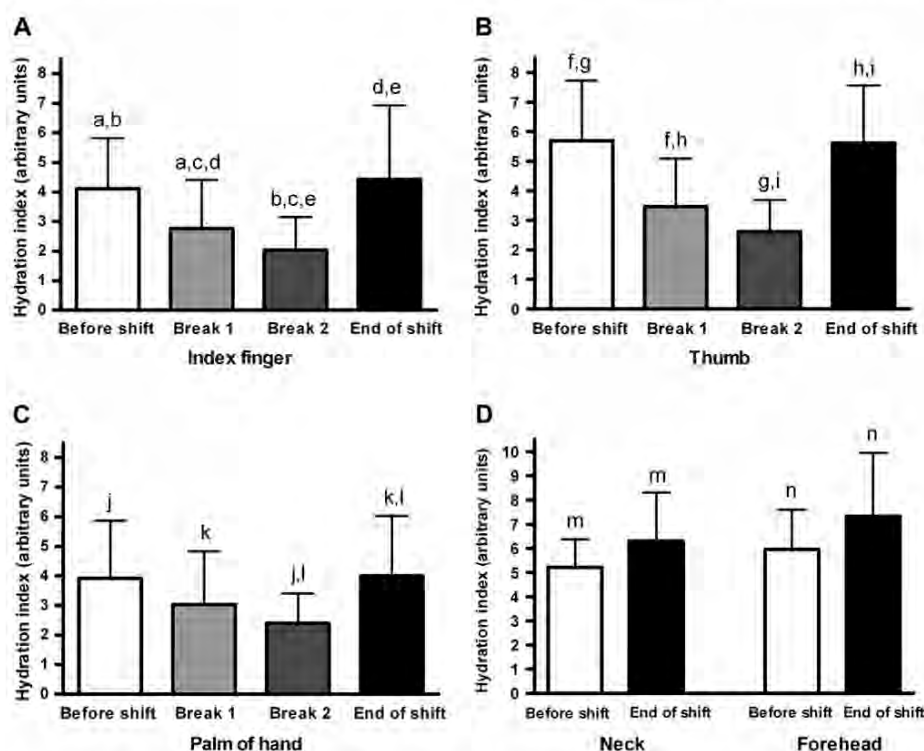 A
Hydration index (arbitrary units)
8
7
6
5
4
3
2
1
0
a,b
a,c,d
b,c,e
d,e
Before shift Break 1 Break 2 End of shift
Index finger
B
Hydration index (arbitrary units)
8
7
6
5
4
3
2
1
0
f,g
f,h
g,i
h,i
Before shift Break 1 Break 2 End of shift
Thumb
C
Hydration index (arbitrary units)
8
7
6
5
4
3
2
1
0
j
k
j,l
k,l
Before shift Break 1 Break 2 End of shift
Palm of hand
D
Hydration index (arbitrary units)
10
9
8
7
6
5
4
3
2
1
0
m
m
n
n
Before shift End of shift Before shift End of shift
Neck Forehead